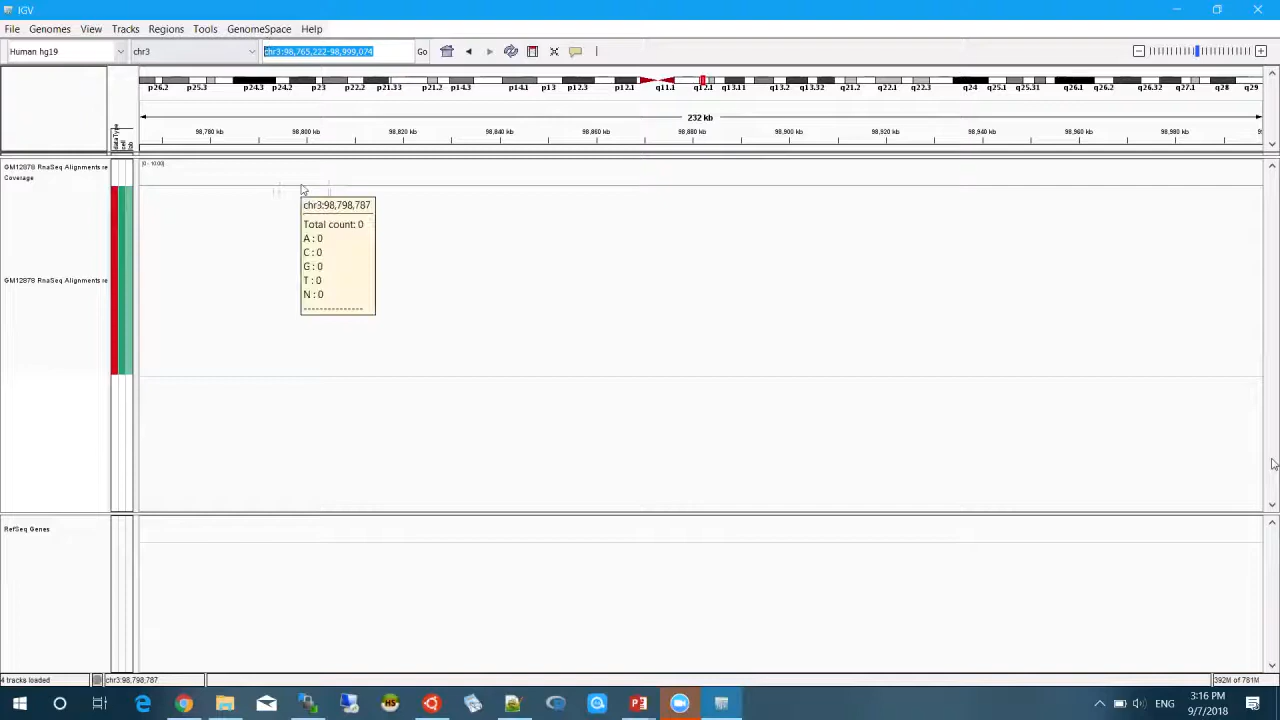 IGV
File Genomes View Tracks Regions Tools GenomeSpace Help
Human hg19 chr3 chr3:98,765,222-98,999,074 Go
p26.2 p25.3 p24.3 p24.2 p23 p22.2 p21.33 p21.2 p14.3 p14.1 p13 p12.3 p12.1 q11.1 q12.1 q13.11 q13.2 q13.32 q21.2 q22.1 q22.3 q24 q25.1 q25.31 q26.1 q26.2 q26.32 q27.1 q28 q29
232 kb
98,780 kb 98,800 kb 98,820 kb 98,840 kb 98,860 kb 98,880 kb 98,900 kb 98,920 kb 98,940 kb 98,960 kb 98,980 kb
GM12878 RnaSeq Alignments re
Coverage
[0 - 10.00]
chr3:98,798,787
Total count: 0
A : 0
C : 0
G : 0
T : 0
N : 0
---------------
GM12878 RnaSeq Alignments re
RefSeq Genes
4 tracks loaded chr3:98,798,787 392M of 781M
ENG
3:16 PM
9/7/2018